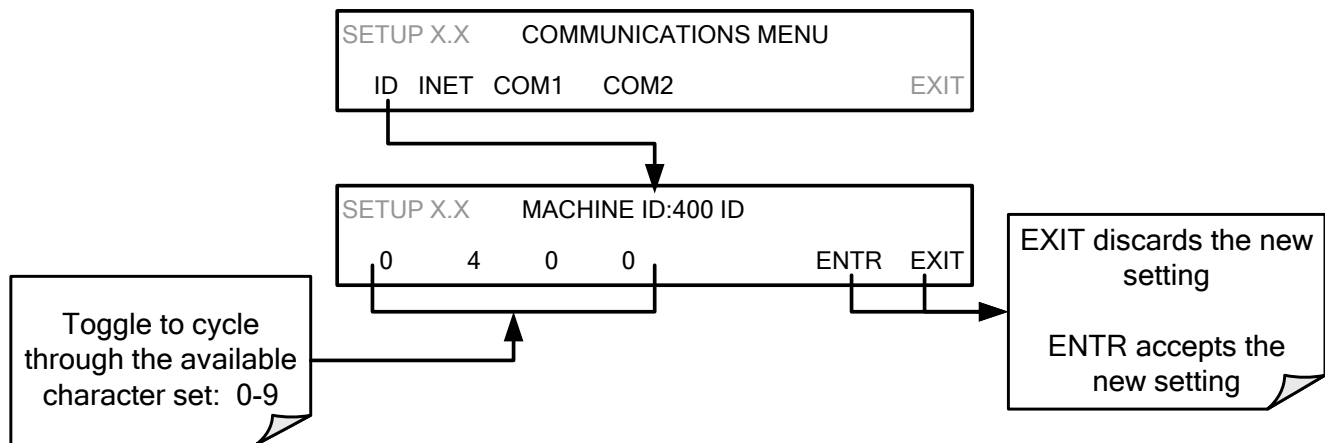 SETUP X.X COMMUNICATIONS MENU
ID INET COM1 COM2 EXIT
SETUP X.X MACHINE ID:400 ID
0 4 0 0 ENTR EXIT
Toggle to cycle
through the available
character set: 0-9
EXIT discards the new
setting
ENTR accepts the
new setting